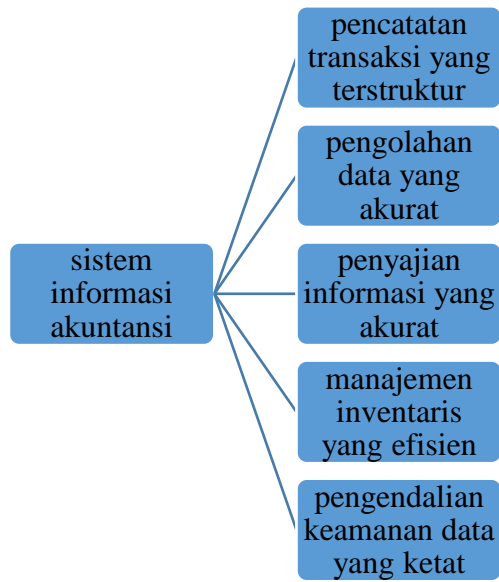 pencatatan
transaksi yang
terstruktur
pengolahan
data yang
akurat
sistem
informasi
akuntansi
penyajian
informasi yang
akurat
manajemen
inventaris
yang efisien
pengendalian
keamanan data
yang ketat